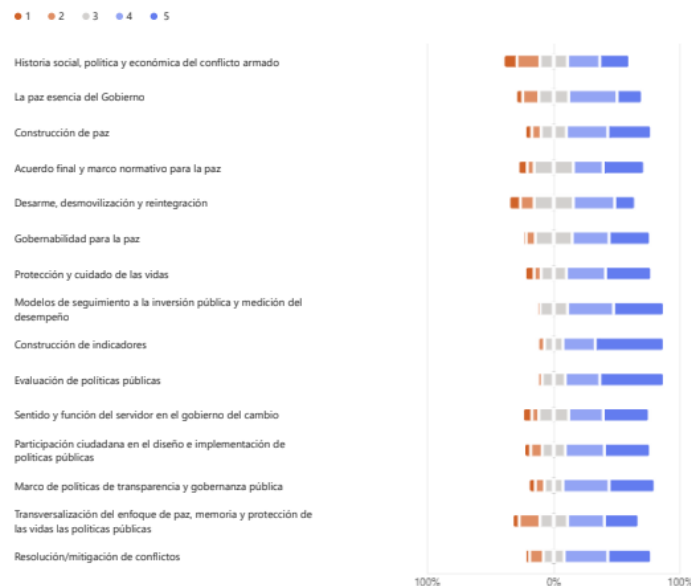 1 2 3 4 5
Historia social, política y económica del conflicto armado
La paz esencia del Gobierno
Construcción de paz
Acuerdo final y marco normativo para la paz
Desarme, desmovilización y reintegración
Gobernabilidad para la paz
Protección y cuidado de las vidas
Modelos de seguimiento a la inversión pública y medición del
desempeño
Construcción de indicadores
Evaluación de políticas públicas
Sentido y función del servidor en el gobierno del cambio
Participación ciudadana en el diseño e implementación de
políticas públicas
Marco de políticas de transparencia y gobernanza pública
Transversalización del enfoque de paz, memoria y protección de
las vidas las políticas públicas
Resolución/mitigación de conflictos
100% 0% 100%